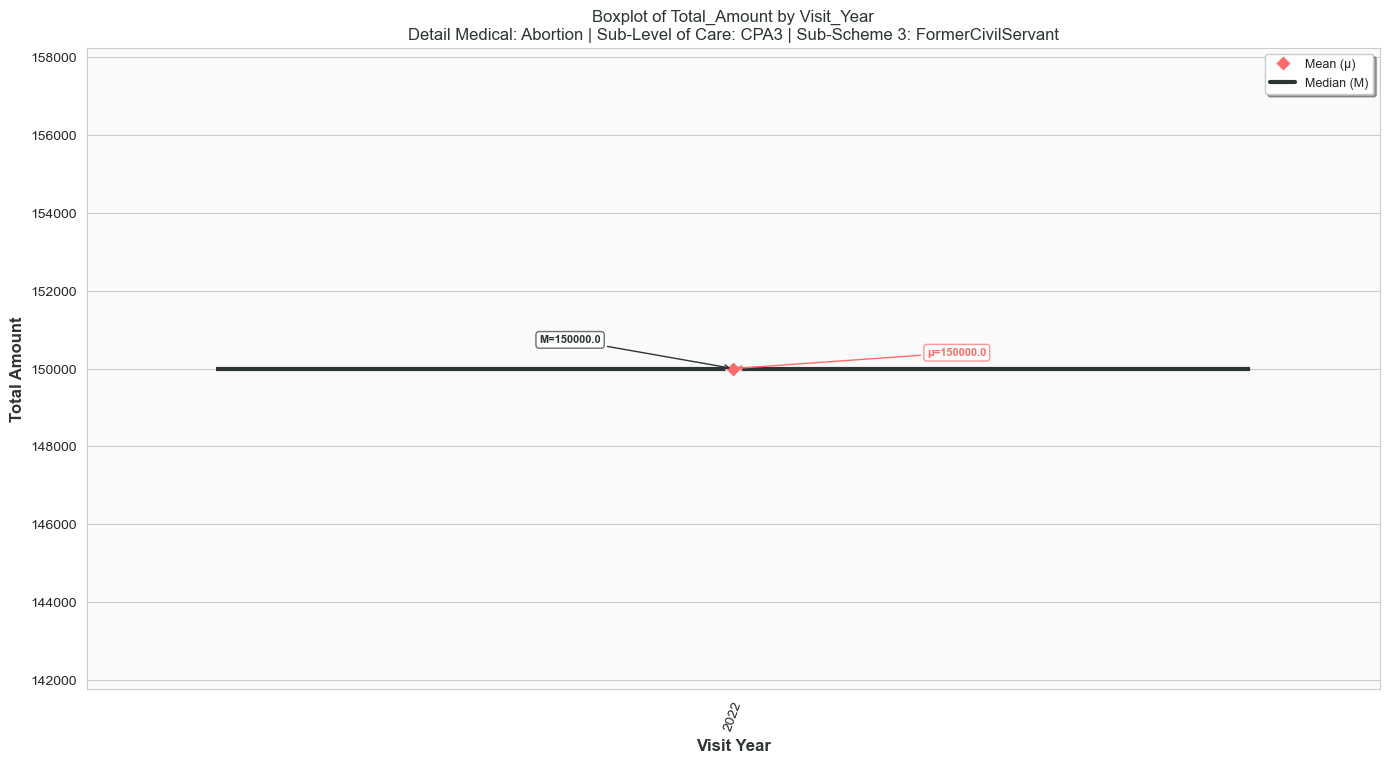 Boxplot of Total_Amount by Visit_Year
Detail Medical: Abortion | Sub-Level of Care: CPA3 | Sub-Scheme 3: FormerCivilServant
Mean (μ)
Median (M)
Total Amount
158000
156000
154000
152000
150000
148000
146000
144000
142000
M=150000.0
μ=150000.0
2022
Visit Year